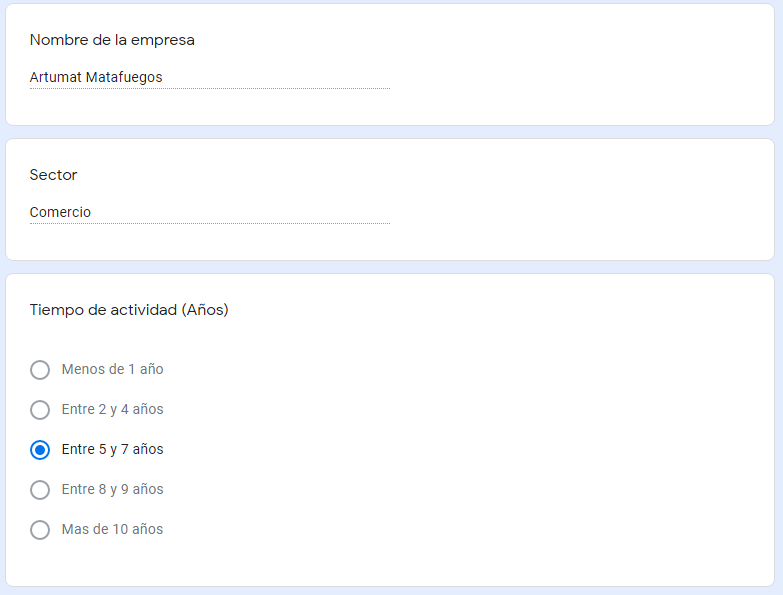 Nombre de la empresa
Artumat Matafuegos
Sector
Comercio
Tiempo de actividad (Años)
Menos de 1 año
Entre 2 y 4 años
Entre 5 y 7 años
Entre 8 y 9 años
Mas de 10 años